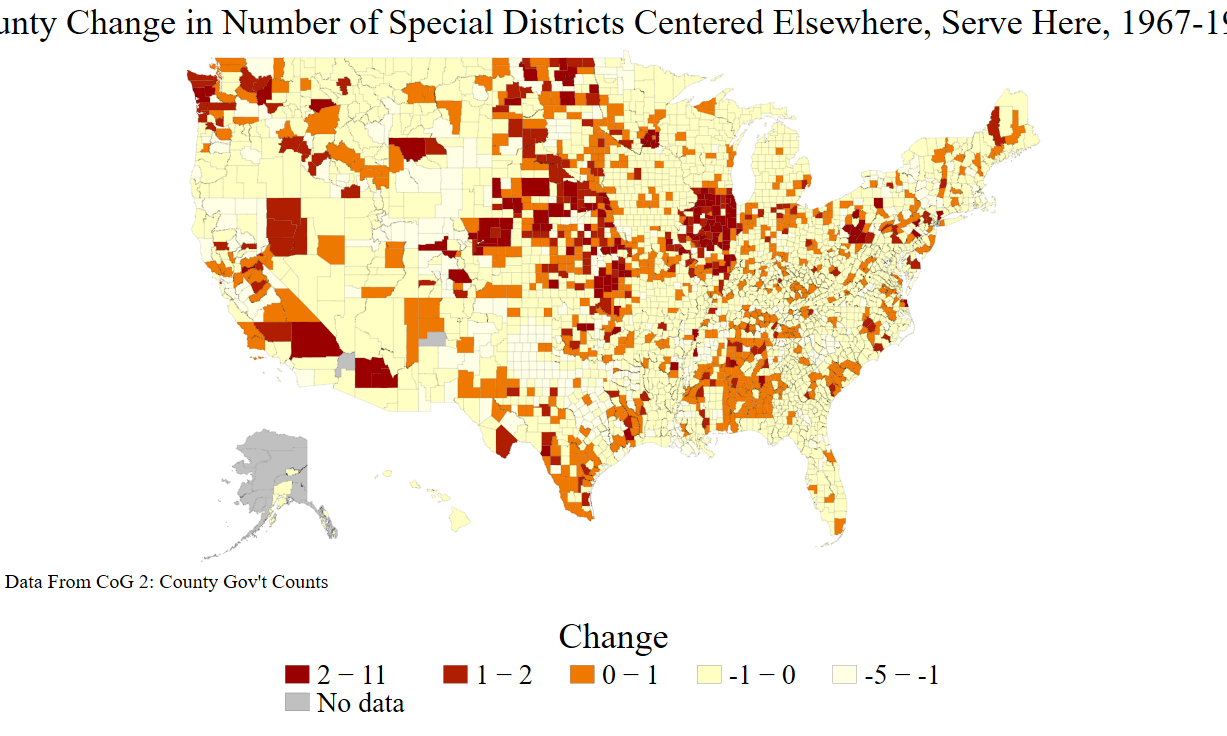 unty Change in Number of Special Districts Centered Elsewhere, Serve Here, 1967-19
Data From CoG 2: County Gov't Counts
Change
2 − 11
1 − 2
0 − 1
-1 − 0
-5 − -1
No data